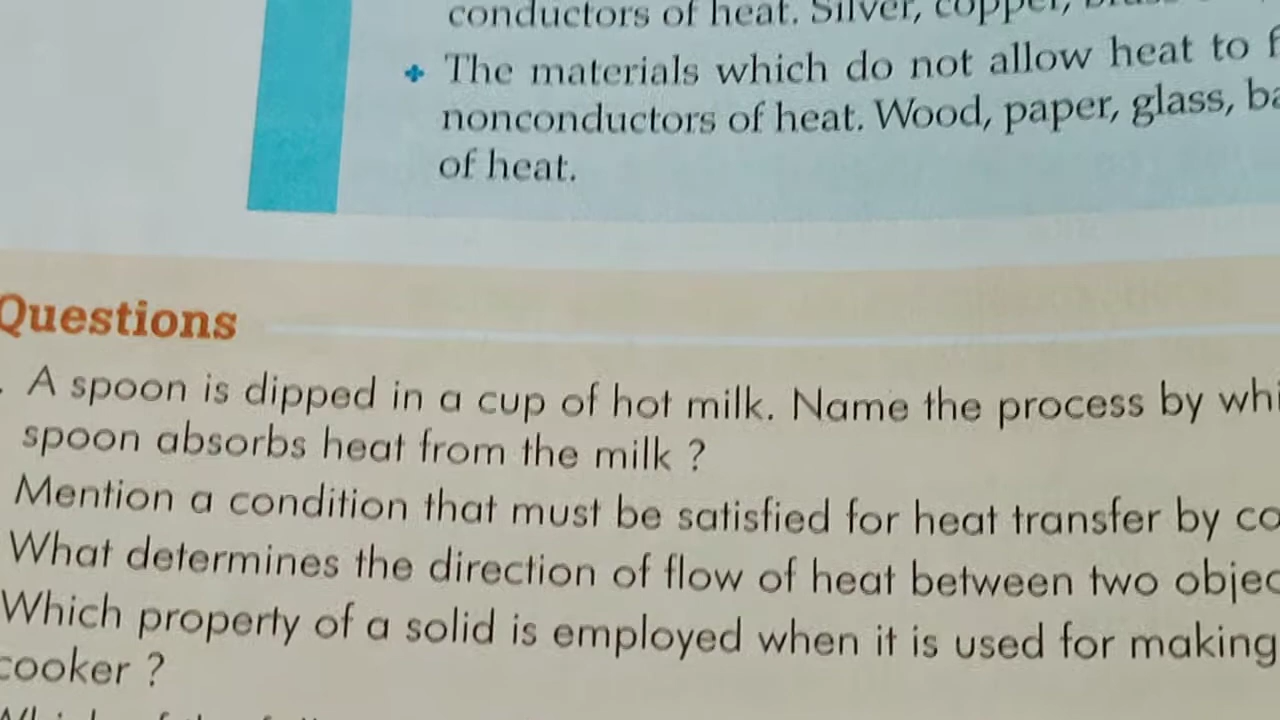 conductors of heat. Silver, copper,
The materials which do not allow heat to
nonconductors of heat. Wood, paper, glass,
of heat.
Questions
A spoon is dipped in a cup of hot milk. Name the process by
spoon absorbs heat from the milk ?
Mention a condition that must be satisfied for heat transfer by
What determines the direction of flow of heat between two
Which property of a solid is employed when it is used for making
cooker ?